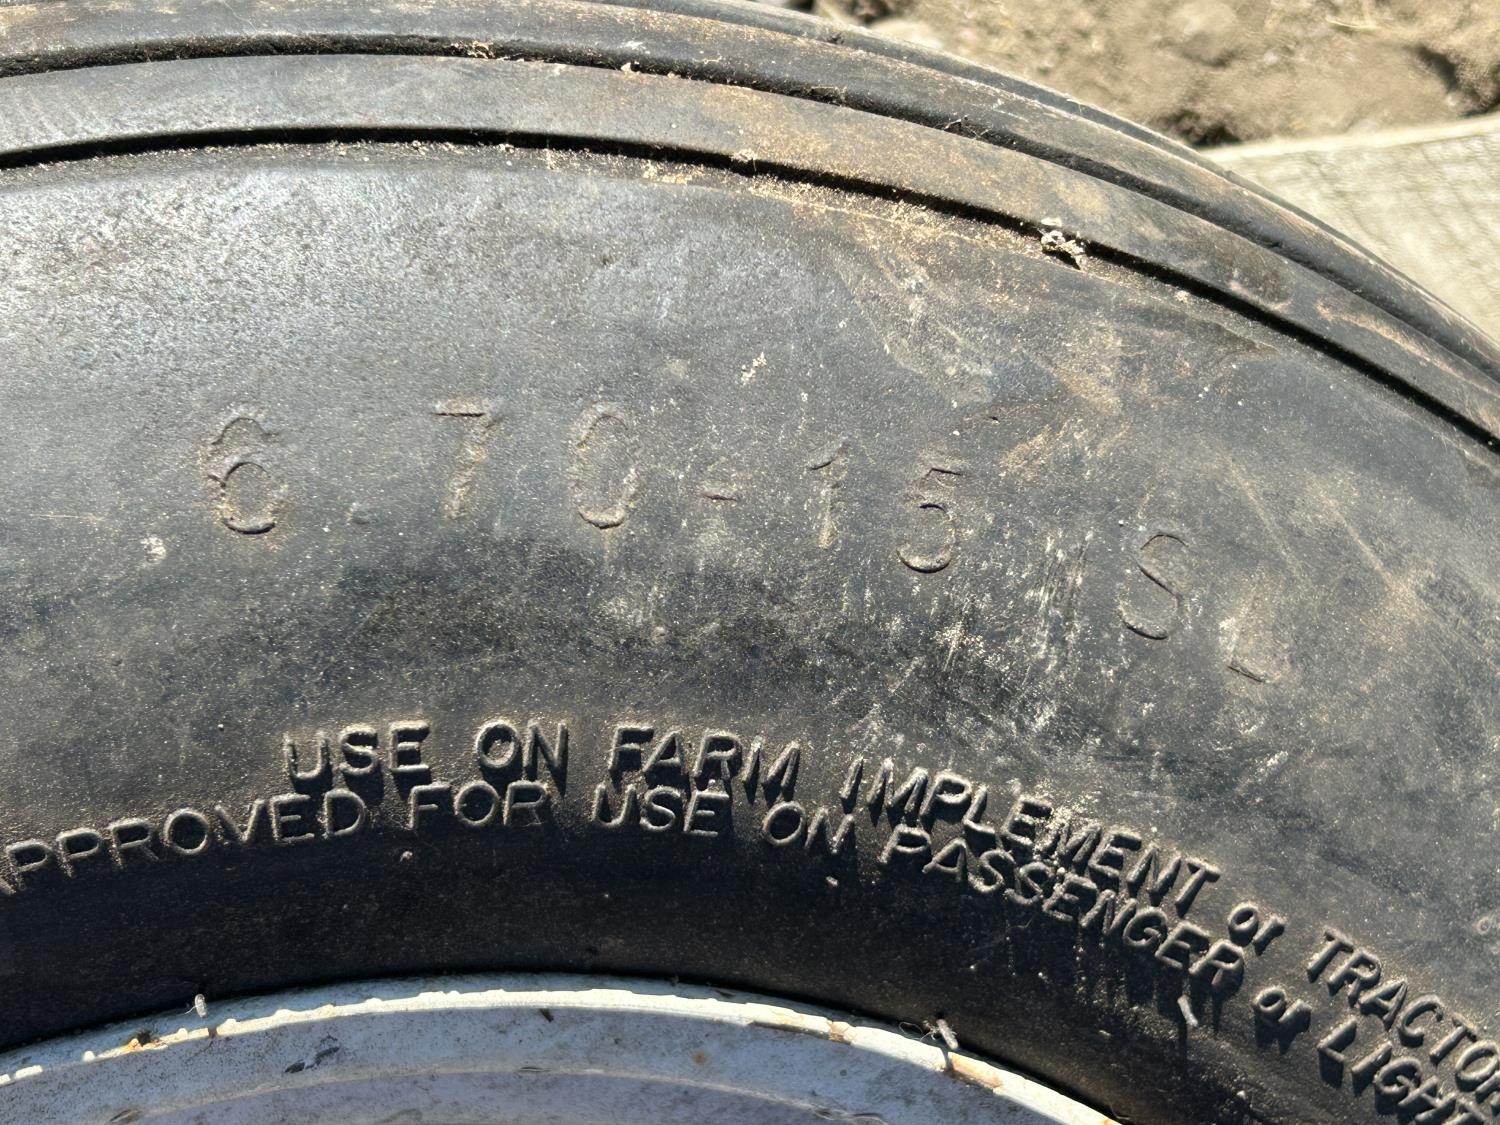 6.70-15 SL
USE ON FARM IMPLEMENT or TRACTOR
APPROVED FOR USE ON PASSENGER or LIGHT